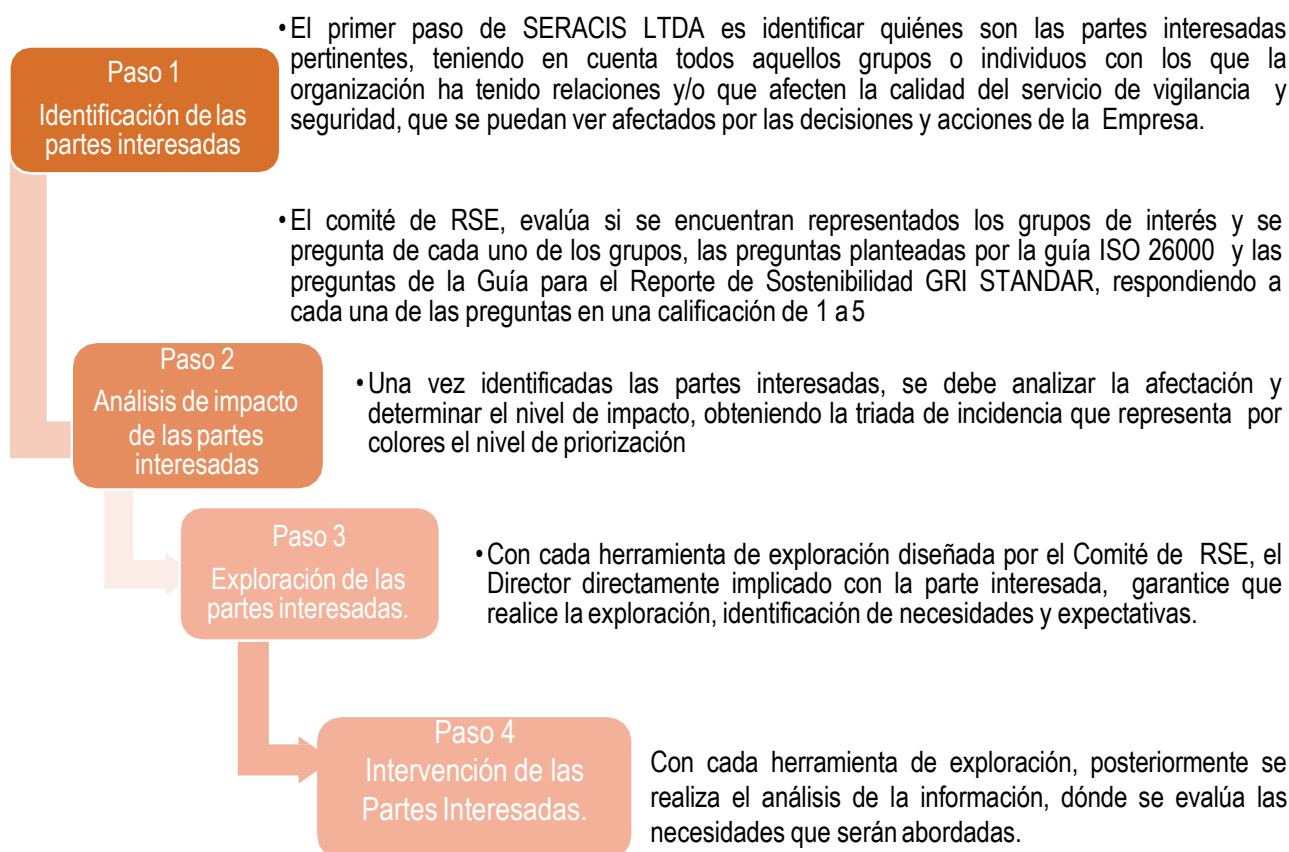 Paso 1
Identificación de las
partes interesadas
•El primer paso de SERACIS LTDA es identificar quiénes son las partes interesadas
pertinentes, teniendo en cuenta todos aquellos grupos o individuos con los que la
organización ha tenido relaciones y/o que afecten la calidad del servicio de vigilancia y
seguridad, que se puedan ver afectados por las decisiones y acciones de la Empresa.
•El comité de RSE, evalúa si se encuentran representados los grupos de interés y se
pregunta de cada uno de los grupos, las preguntas planteadas por la guía ISO 26000 y las
preguntas de la Guía para el Reporte de Sostenibilidad GRI STANDAR, respondiendo a
cada una de las preguntas en una calificación de 1 a 5
Paso 2
Análisis de impacto
de las partes
interesadas
•Una vez identificadas las partes interesadas, se debe analizar la afectación y
determinar el nivel de impacto, obteniendo la triada de incidencia que representa por
colores el nivel de priorización
Paso 3
Exploración de las
partes interesadas.
•Con cada herramienta de exploración diseñada por el Comité de RSE, el
Director directamente implicado con la parte interesada, garantice que
realice la exploración, identificación de necesidades y expectativas.
Paso 4
Intervención de las
Partes Interesadas.
Con cada herramienta de exploración, posteriormente se
realiza el análisis de la información, dónde se evalúa las
necesidades que serán abordadas.